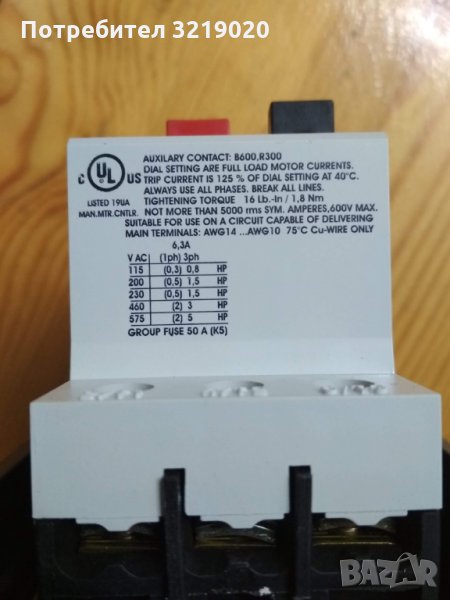 Потребител 3219020
AUXILARY CONTACT: B600,R300
DIAL SETTING ARE FULL LOAD MOTOR CURRENTS.
TRIP CURRENT IS 125 % OF DIAL SETTING AT 40°C.
ALWAYS USE ALL PHASES. BREAK ALL LINES.
TIGHTENING TORQUE 16 Lb.-In / 1,8 Nm
NOT MORE THAN 5000 rms SYM. AMPERES,600V MAX.
SUITABLE FOR USE ON A CIRCUIT CAPABLE OF DELIVERING
MAIN TERMINALS: AWG14 ...AWG10 75°C Cu-WIRE ONLY
C UL US
LISTED 19UA
MAN.MTR.CNTLR.
6,3A
V AC (1ph) 3ph
115 (0,3) 0,8 HP
200 (0,5) 1,5 HP
230 (0,5) 1,5 HP
460 (2) 3 HP
575 (2) 5 HP
GROUP FUSE 50 A (K5)
BAZAR